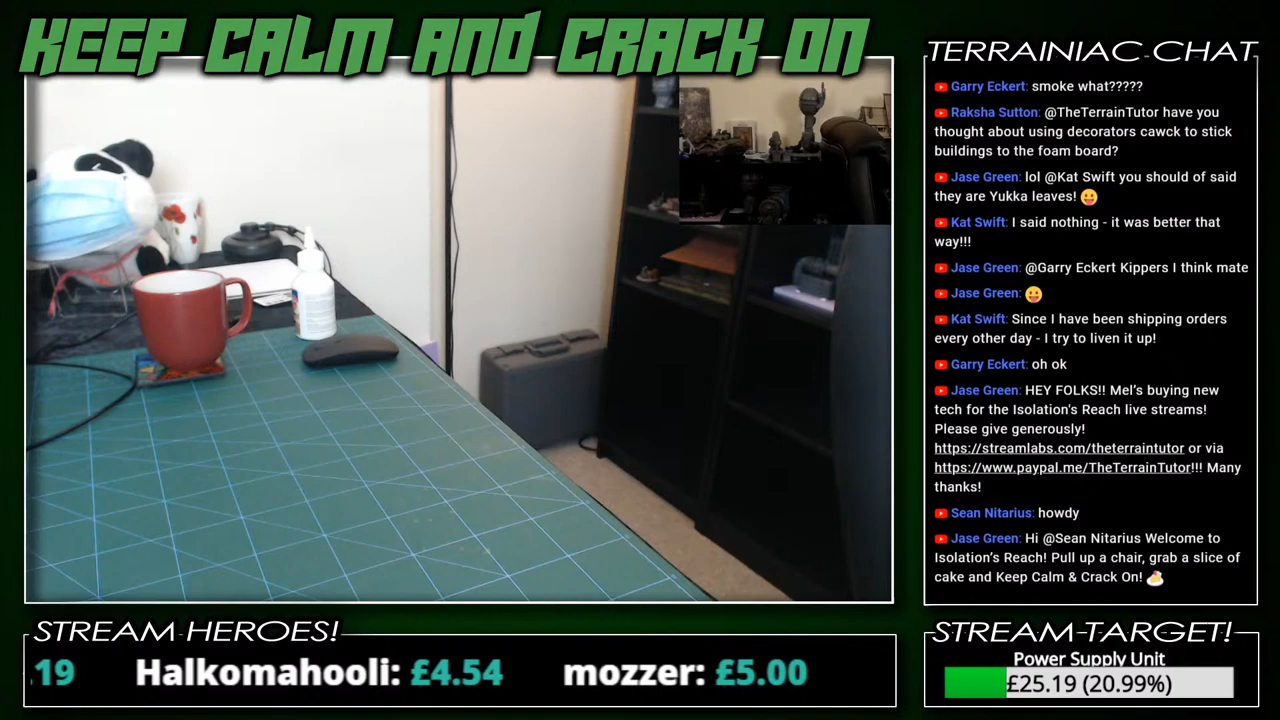 KEEP CALM AND CRACK ON
TERRAINIAC CHAT
Garry Eckert: smoke what?????
Raksha Sutton: @TheTerrainTutor have you
thought about using decorators cawck to stick
buildings to the foam board?
Jase Green: lol @Kat Swift you should of said
they are Yukka leaves! 😛
Kat Swift: I said nothing - it was better that
way!!!
Jase Green: @Garry Eckert Kippers I think mate
Jase Green: 😛
Kat Swift: Since I have been shipping orders
every other day - I try to liven it up!
Garry Eckert: oh ok
Jase Green: HEY FOLKS!! Mel's buying new
tech for the Isolation's Reach live streams!
Please give generously!
https://streamlabs.com/theterraintutor or via
https://www.paypal.me/TheTerrainTutor!!! Many
thanks!
Sean Nitarius: howdy
Jase Green: Hi @Sean Nitarius Welcome to
Isolation's Reach! Pull up a chair, grab a slice of
cake and Keep Calm & Crack On! 🍰
STREAM HEROES!
.19 Halkomahooli: £4.54 mozzer: £5.00
STREAM TARGET!
Power Supply Unit
£25.19 (20.99%)